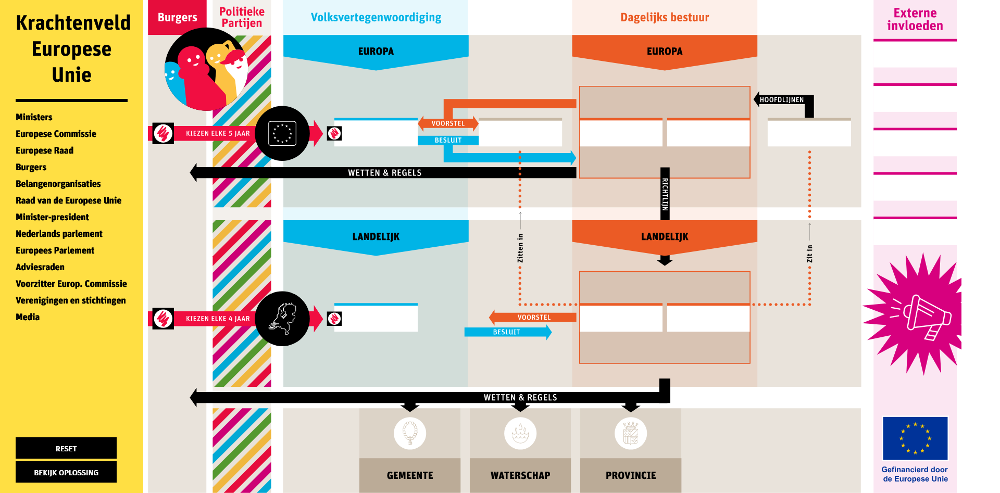 Krachtenveld
Europese
Unie
Ministers
Europese Commissie
Europese Raad
Burgers
Belangenorganisaties
Raad van de Europese Unie
Minister-president
Nederlands parlement
Europees Parlement
Adviesraden
Voorzitter Europ. Commissie
Verenigingen en stichtingen
Media
RESET
BEKIJK OPLOSSING
Burgers
Politieke
Partijen
Volksvertegenwoordiging
Dagelijks bestuur
Externe
invloeden
EUROPA
EUROPA
HOOFDLIJNEN
VOORSTEL
KIEZEN ELKE 5 JAAR
BESLUIT
WETTEN & REGELS
RICHTLIJN
LANDELIJK
LANDELIJK
Zitten in
Zit in
KIEZEN ELKE 4 JAAR
VOORSTEL
BESLUIT
WETTEN & REGELS
GEMEENTE
WATERSCHAP
PROVINCIE
Gefinancierd door
de Europese Unie